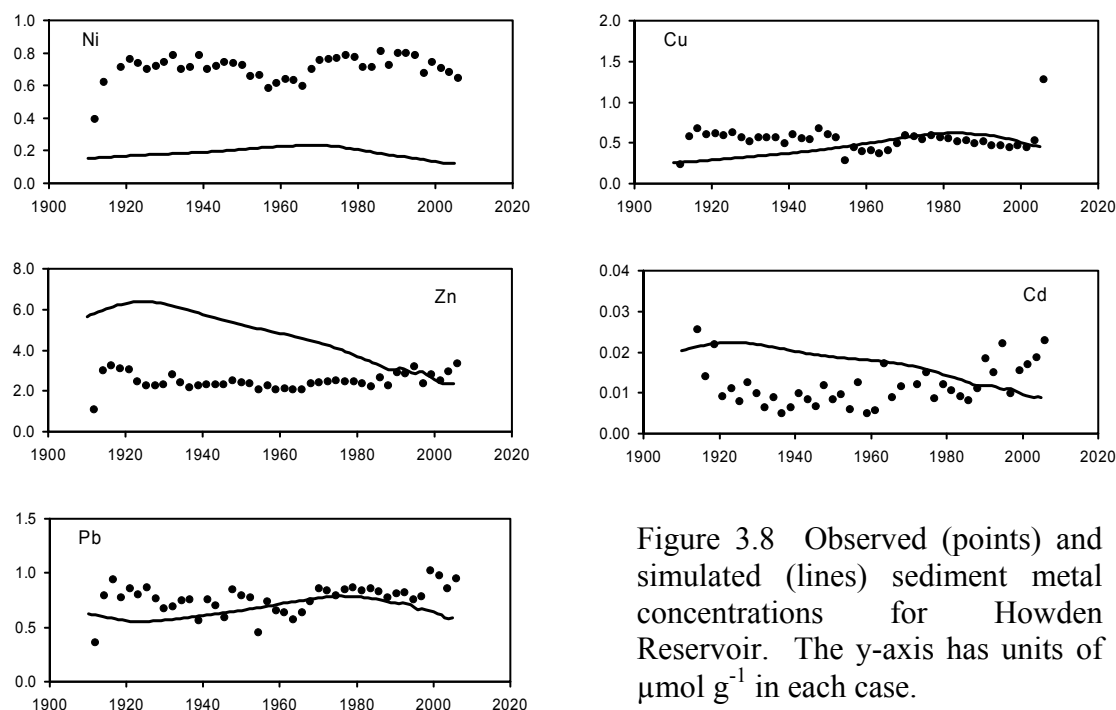 Ni
1.0
0.8
0.6
0.4
0.2
0.0
1900 1920 1940 1960 1980 2000 2020
Cu
2.0
1.5
1.0
0.5
0.0
1900 1920 1940 1960 1980 2000 2020
Zn
8.0
6.0
4.0
2.0
0.0
1900 1920 1940 1960 1980 2000 2020
Cd
0.04
0.03
0.02
0.01
0.00
1900 1920 1940 1960 1980 2000 2020
Pb
1.5
1.0
0.5
0.0
1900 1920 1940 1960 1980 2000 2020
Figure 3.8 Observed (points) and
simulated (lines) sediment metal
concentrations for Howden
Reservoir. The y-axis has units of
µmol g⁻¹ in each case.